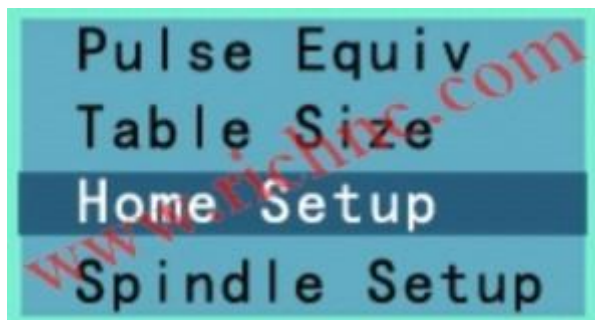 Pulse Equiv
Table Size
Home Setup
Spindle Setup
www.richnc.com